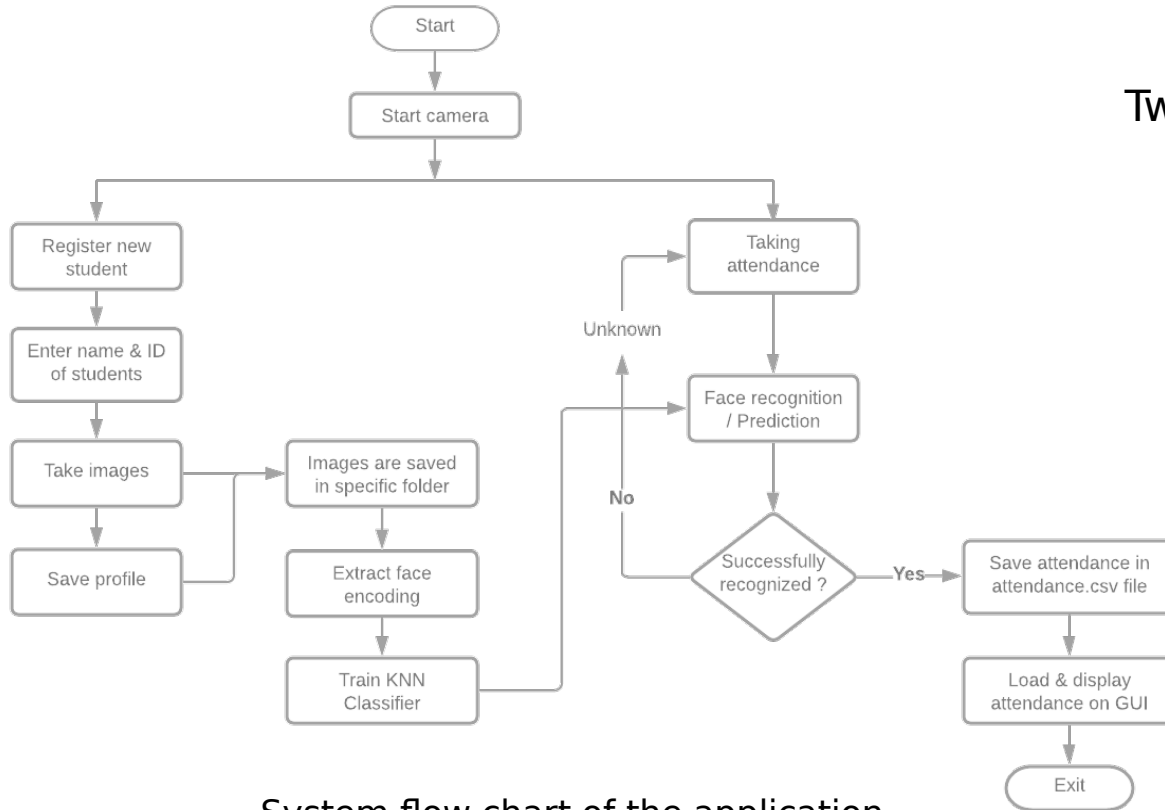 Start
Start camera
Register new
student
Enter name & ID
of students
Take images
Save profile
Images are saved
in specific folder
Extract face
encoding
Train KNN
Classifier
Taking
attendance
Unknown
Face recognition
/ Prediction
No
Successfully
recognized ?
Yes
Save attendance in
attendance.csv file
Load & display
attendance on GUI
Exit
System flow chart of the application